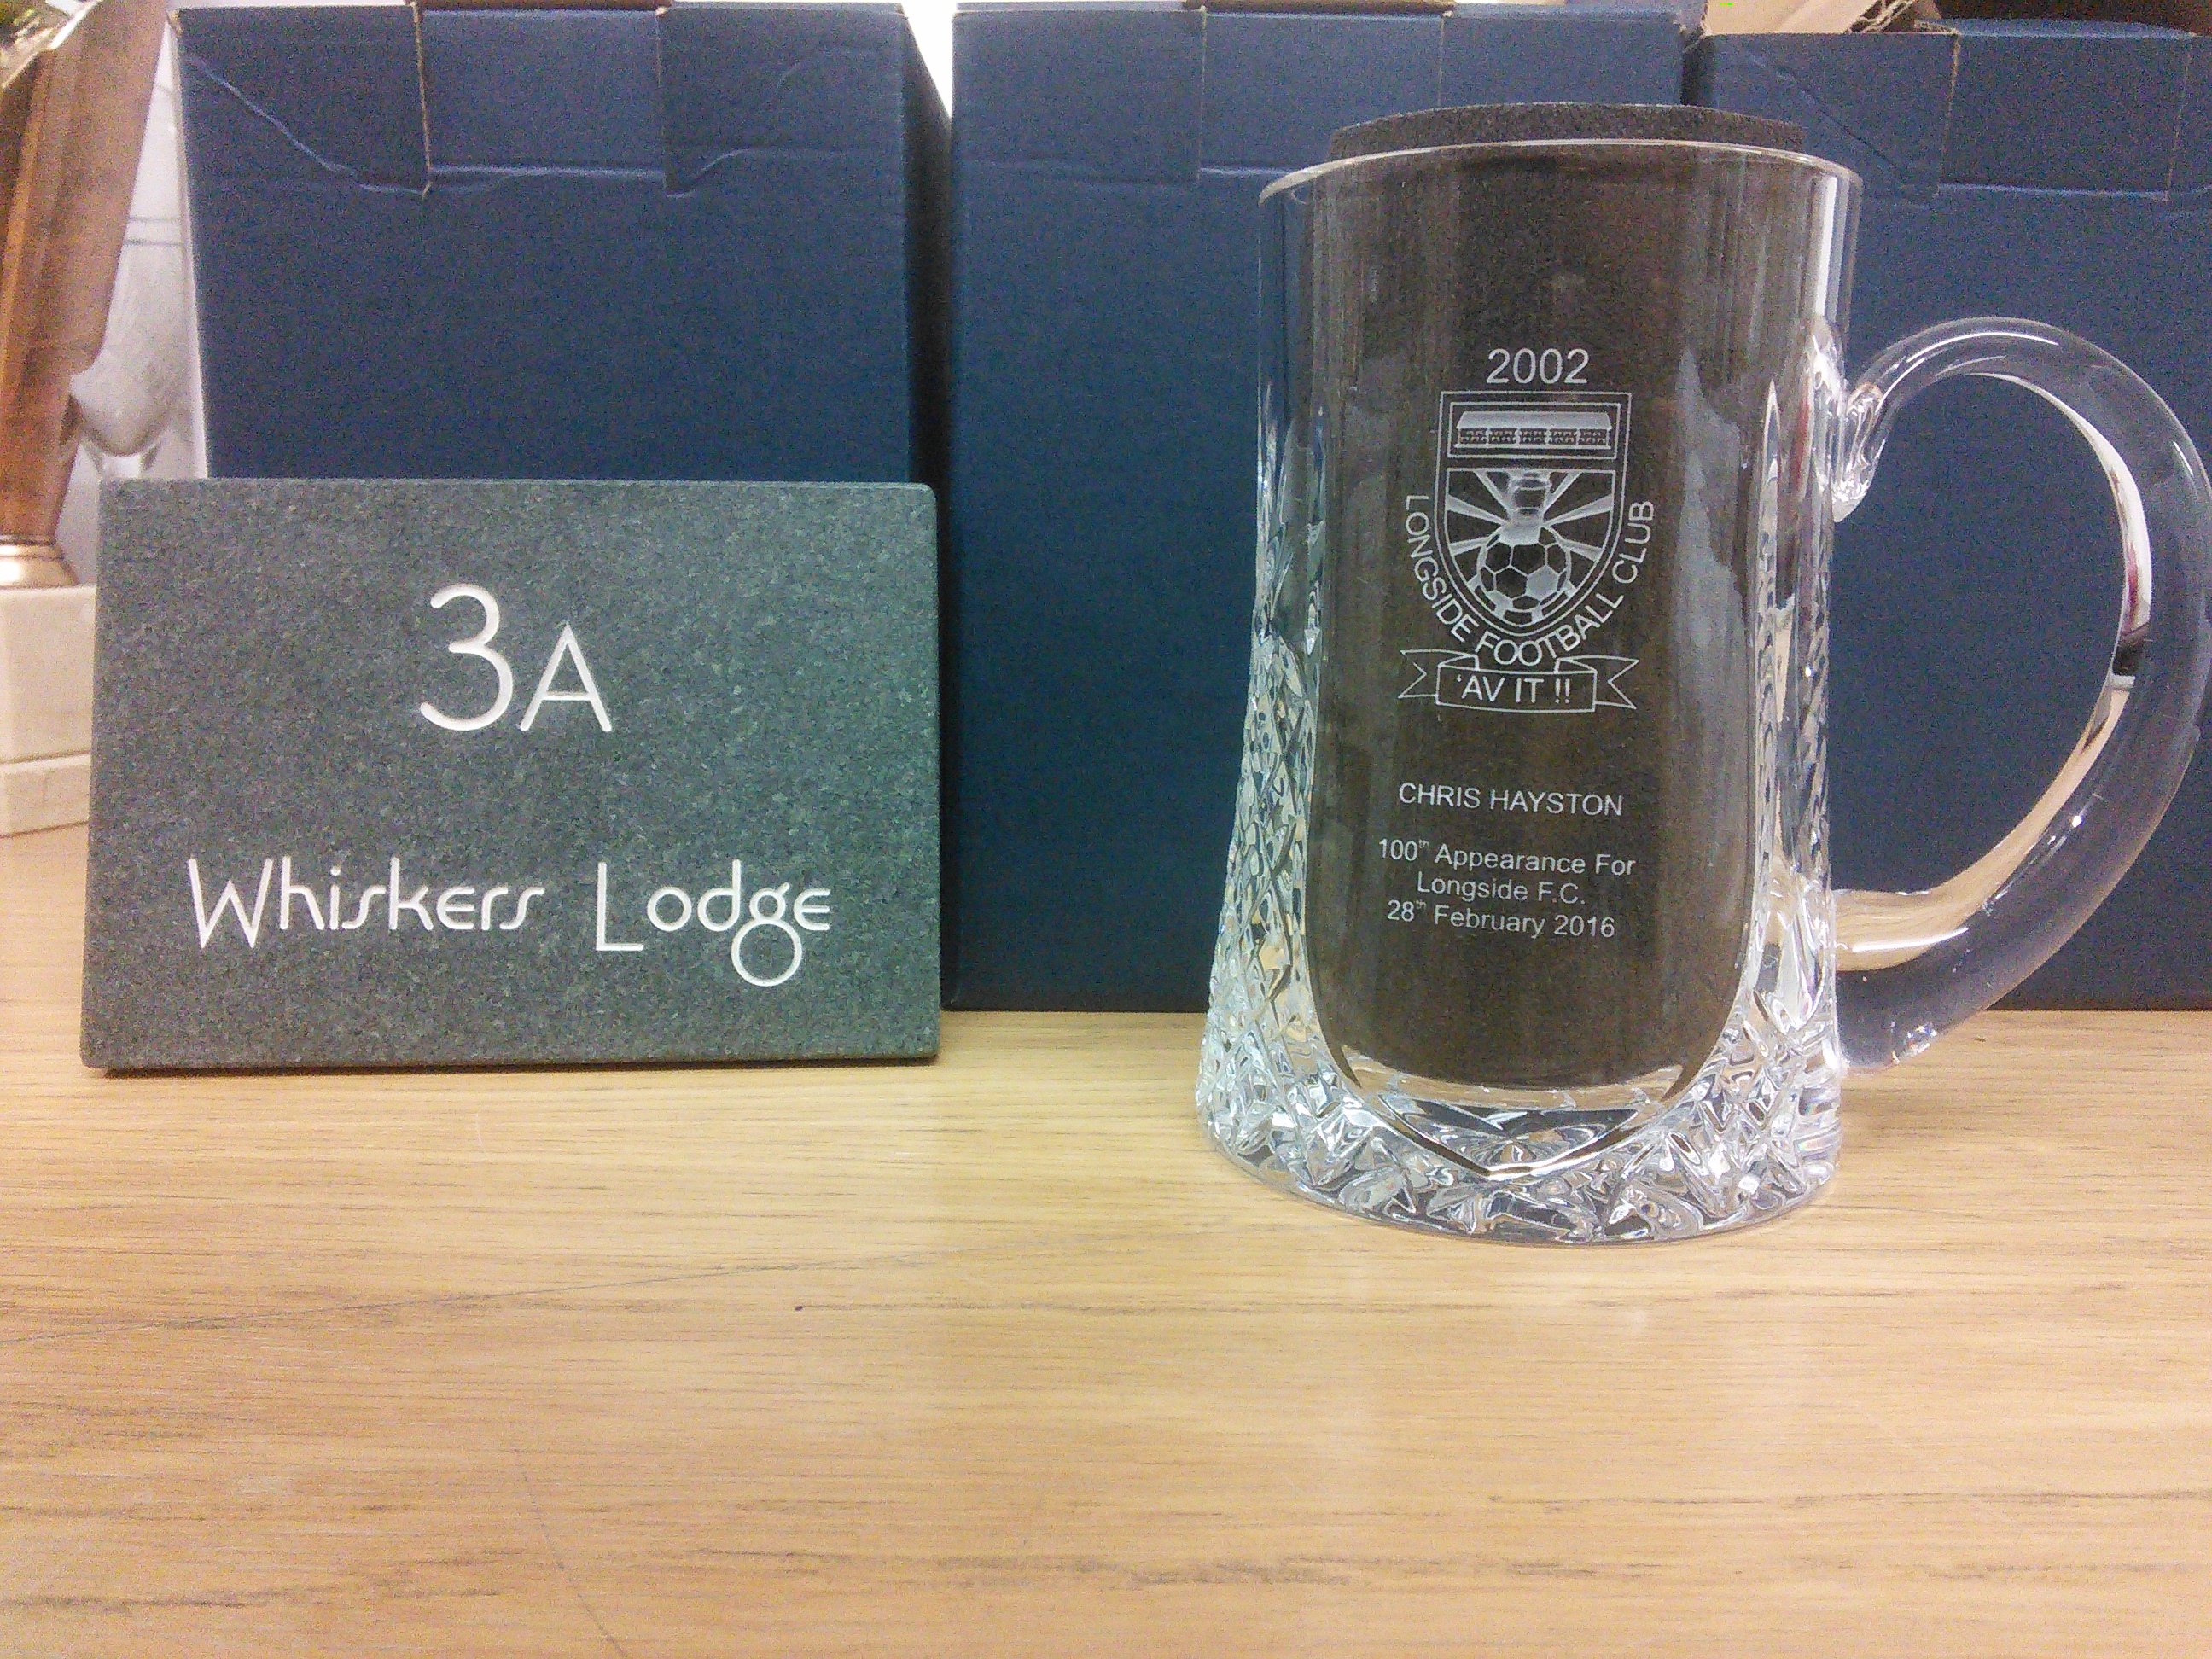 3A
Whiskers Lodge
2002
LONGSIDE FOOTBALL CLUB
'AV IT !!
CHRIS HAYSTON
100th Appearance For
Longside F.C.
28th February 2016